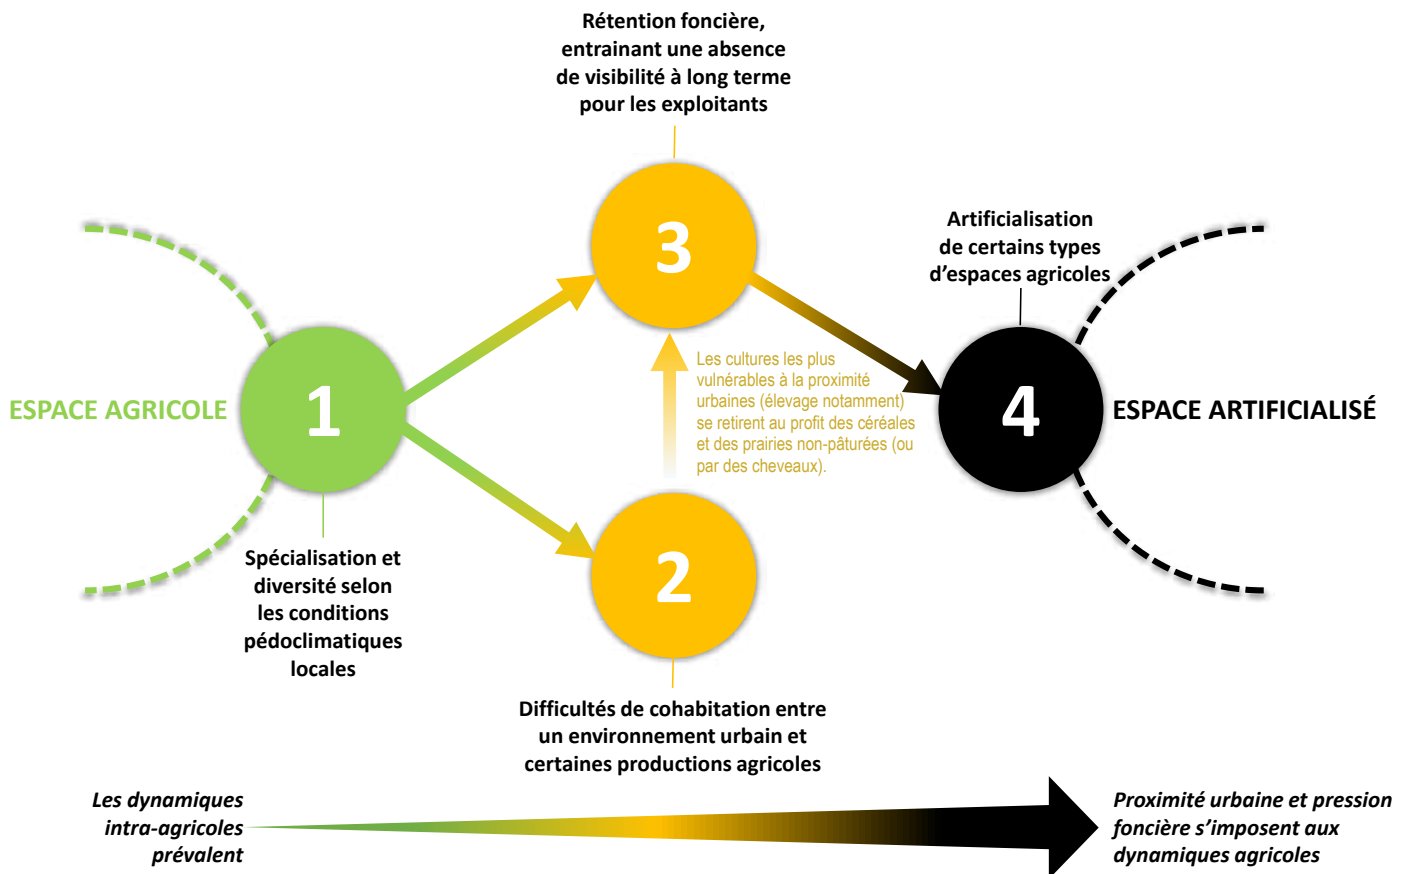 Rétention foncière,
entrainant une absence
de visibilité à long terme
pour les exploitants
3
Artificialisation
de certains types
d’espaces agricoles
ESPACE AGRICOLE
1
Les cultures les plus
vulnérables à la proximité
urbaines (élevage notamment)
se retirent au profit des céréales
et des prairies non-pâturées (ou
par des cheveaux).
4
ESPACE ARTIFICIALISÉ
Spécialisation et
diversité selon
les conditions
pédoclimatiques
locales
2
Difficultés de cohabitation entre
un environnement urbain et
certaines productions agricoles
Les dynamiques
intra-agricoles
prévalent
Proximité urbaine et pression
foncière s’imposent aux
dynamiques agricoles